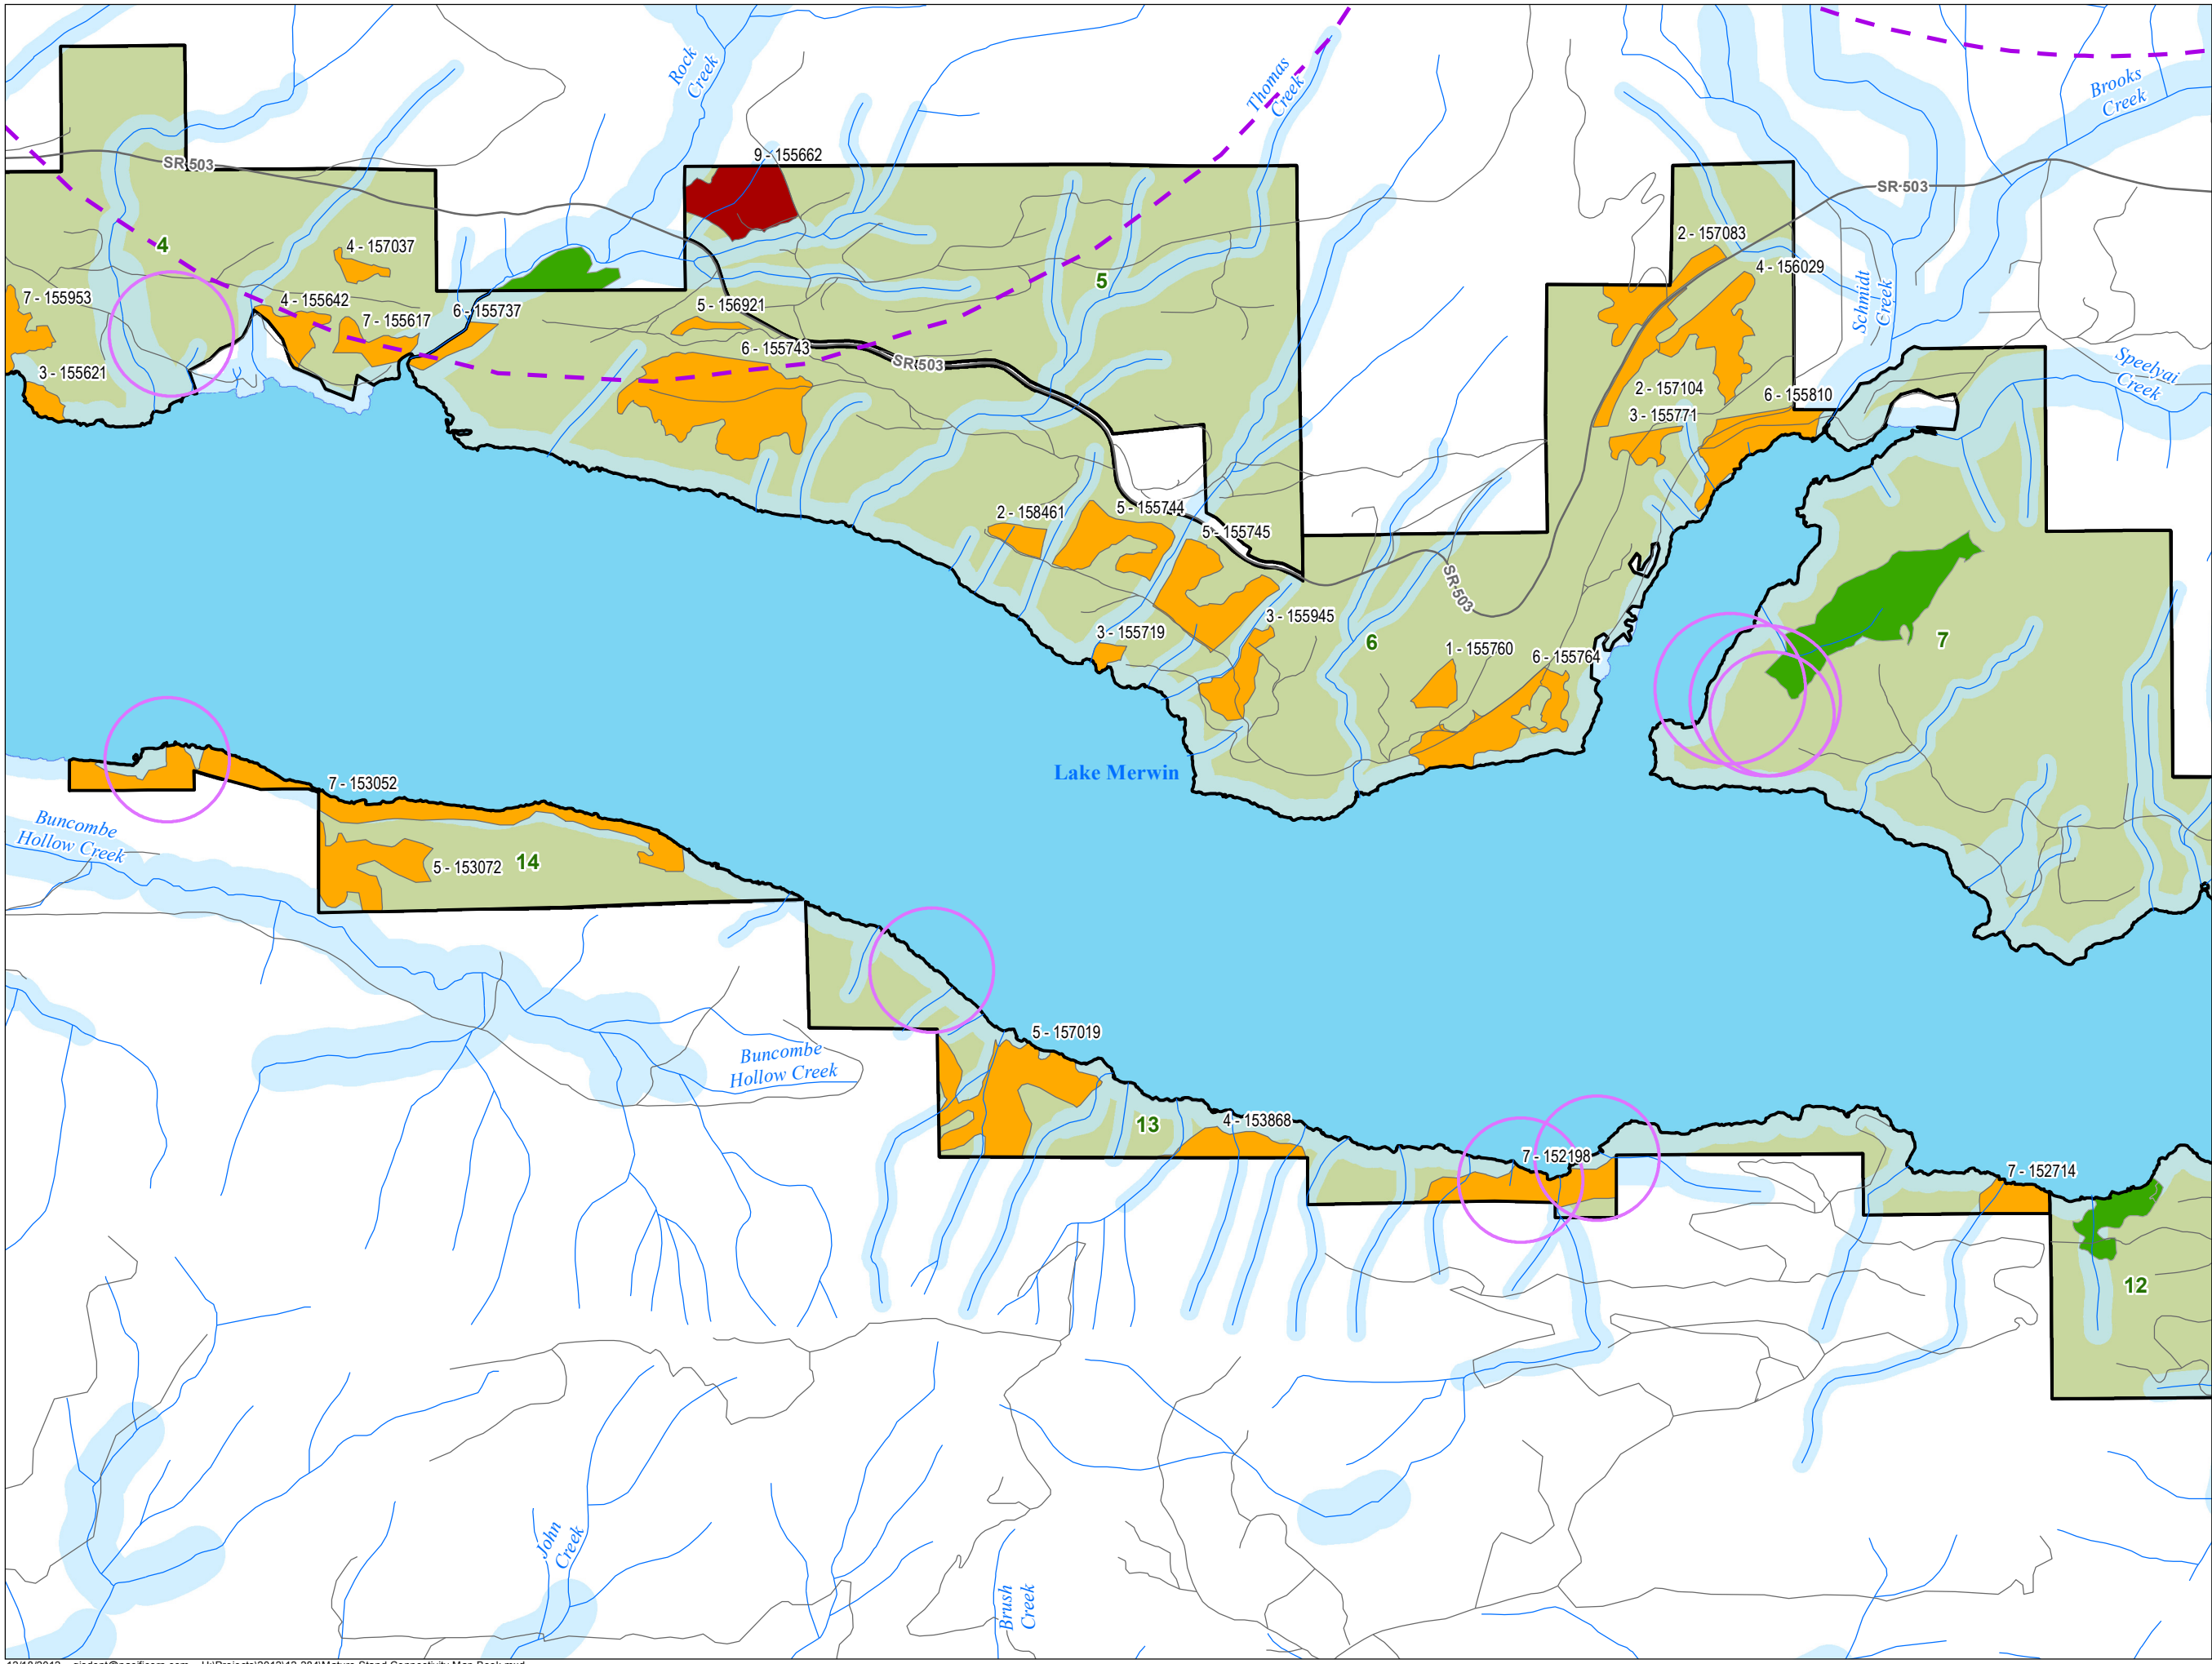 Rock
Creek
Thomas
Creek
Brooks
Creek
SR 503
9 - 155662
SR 503
4
4 - 157037
2 - 157083
4 - 156029
5
7 - 155953
4 - 155642
7 - 155617
6 - 155737
5 - 156921
Schmidt
Creek
6 - 155743
SR 503
3 - 155621
Speelyai
Creek
2 - 157104
6 - 155810
3 - 155771
2 - 158461
5 - 155744
5 - 155745
SR 503
3 - 155945
3 - 155719
6
1 - 155760
6 - 155764
7
Lake Merwin
7 - 153052
Buncombe
Hollow Creek
14
5 - 153072
5 - 157019
Buncombe
Hollow Creek
13
4 - 153868
7 - 152198
7 - 152714
12
John
Creek
Brush
Creek